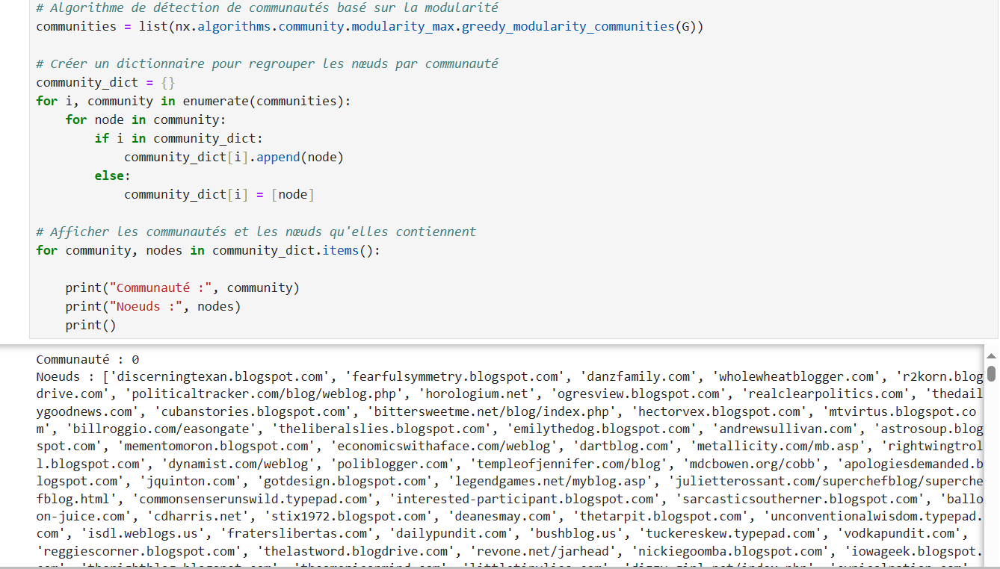 # Algorithme de détection de communautés basé sur la modularité
communities = list(nx.algorithms.community.modularity_max.greedy_modularity_communities(G))
# Créer un dictionnaire pour regrouper les nœuds par communauté
community_dict = {}
for i, community in enumerate(communities):
    for node in community:
        if i in community_dict:
            community_dict[i].append(node)
        else:
            community_dict[i] = [node]
# Afficher les communautés et les nœuds qu'elles contiennent
for community, nodes in community_dict.items():
    print("Communauté :", community)
    print("Noeuds :", nodes)
    print()
Communauté : 0
Noeuds : ['discerningtexan.blogspot.com', 'fearfulsymmetry.blogspot.com', 'danzfamily.com', 'wholewheatblogger.com', 'r2korn.blog
drive.com', 'politicaltracker.com/blog/weblog.php', 'horologium.net', 'ogresview.blogspot.com', 'realclearpolitics.com', 'thedail
ygoodnews.com', 'cubanstories.blogspot.com', 'bittersweetme.net/blog/index.php', 'hectorvex.blogspot.com', 'mtvirtus.blogspot.co
m', 'billroggio.com/easongate', 'theliberalslies.blogspot.com', 'emilythedog.blogspot.com', 'andrewsullivan.com', 'astrosoup.blog
spot.com', 'mementomoron.blogspot.com', 'economicswithaface.com/weblog', 'dartblog.com', 'metallicity.com/mb.asp', 'rightwingtrol
l.blogspot.com', 'dynamist.com/weblog', 'poliblogger.com', 'templeofjennifer.com/blog', 'mdcbowen.org/cobb', 'apologiesdemanded.b
logspot.com', 'jquinton.com', 'gotdesign.blogspot.com', 'legendgames.net/myblog.asp', 'julietterossant.com/superchefblog/superche
fblog.html', 'commonsenserunswild.typepad.com', 'interested-participant.blogspot.com', 'sarcasticsoutherner.blogspot.com', 'ballo
on-juice.com', 'cdharris.net', 'stix1972.blogspot.com', 'deanesmay.com', 'thetarpit.blogspot.com', 'unconventionalwisdom.typepad.
com', 'isdl.weblogs.us', 'fraterslibertas.com', 'dailypundit.com', 'bushblog.us', 'tuckereskew.typepad.com', 'vodkapundit.com',
'reggiescorner.blogspot.com', 'thelastword.blogdrive.com', 'revone.net/jarhead', 'nickiegoomba.blogspot.com', 'iowageek.blogspot.